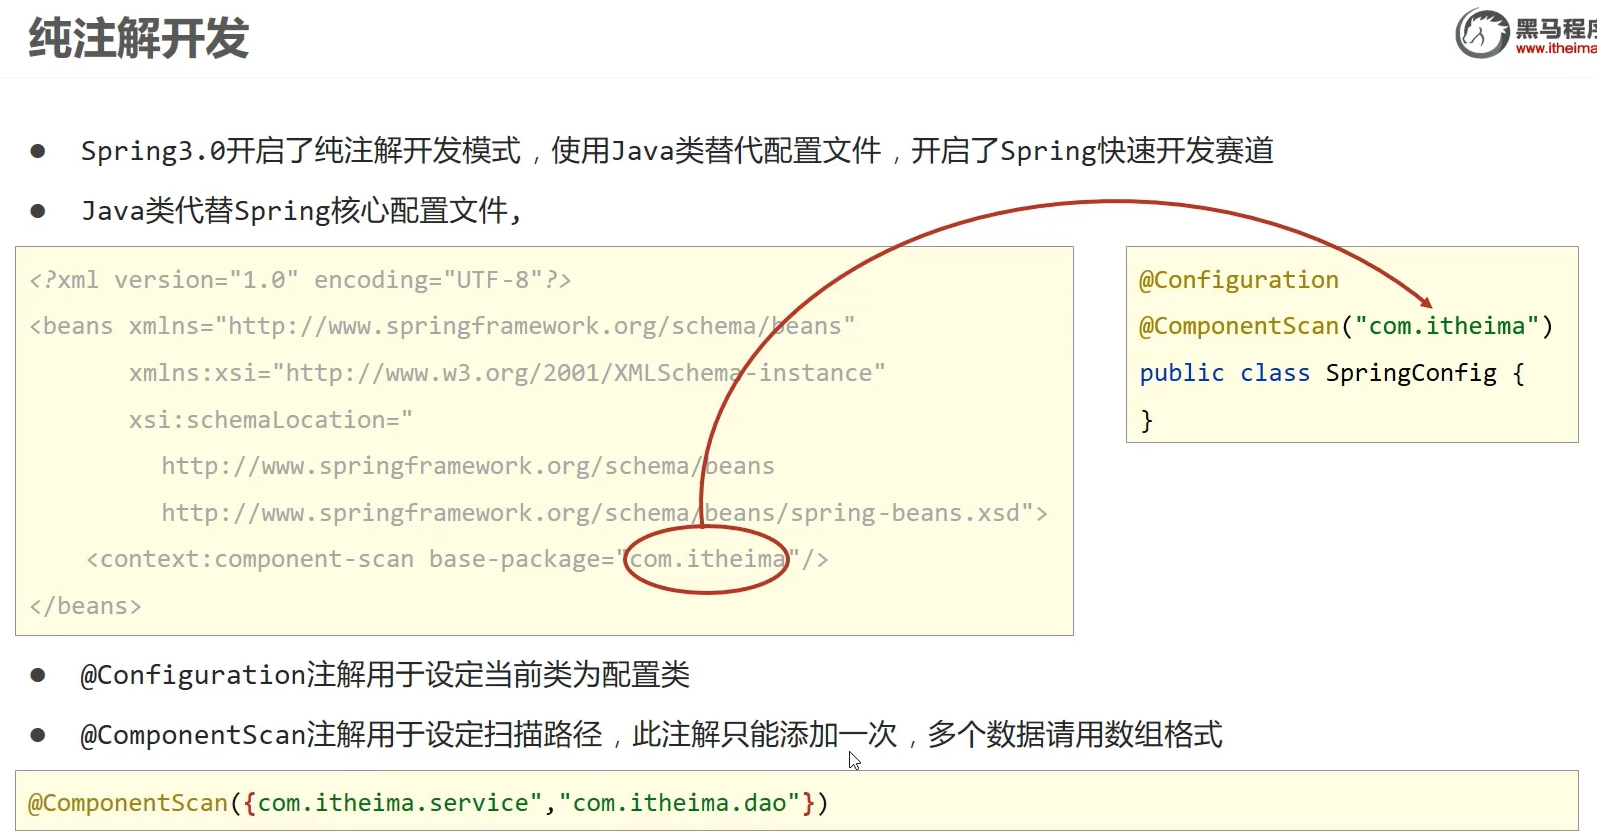 纯注解开发
黑马程序
www.itheima
● Spring3.0开启了纯注解开发模式，使用Java类替代配置文件，开启了Spring快速开发赛道
● Java类代替Spring核心配置文件,
<?xml version="1.0" encoding="UTF-8"?>
<beans xmlns="http://www.springframework.org/schema/beans"
xmlns:xsi="http://www.w3.org/2001/XMLSchema-instance"
xsi:schemaLocation="
http://www.springframework.org/schema/beans
http://www.springframework.org/schema/beans/spring-beans.xsd">
<context:component-scan base-package="com.itheima"/>
</beans>
@Configuration
@ComponentScan("com.itheima")
public class SpringConfig {
}
● @Configuration注解用于设定当前类为配置类
● @ComponentScan注解用于设定扫描路径，此注解只能添加一次，多个数据请用数组格式
@ComponentScan({com.itheima.service","com.itheima.dao"})